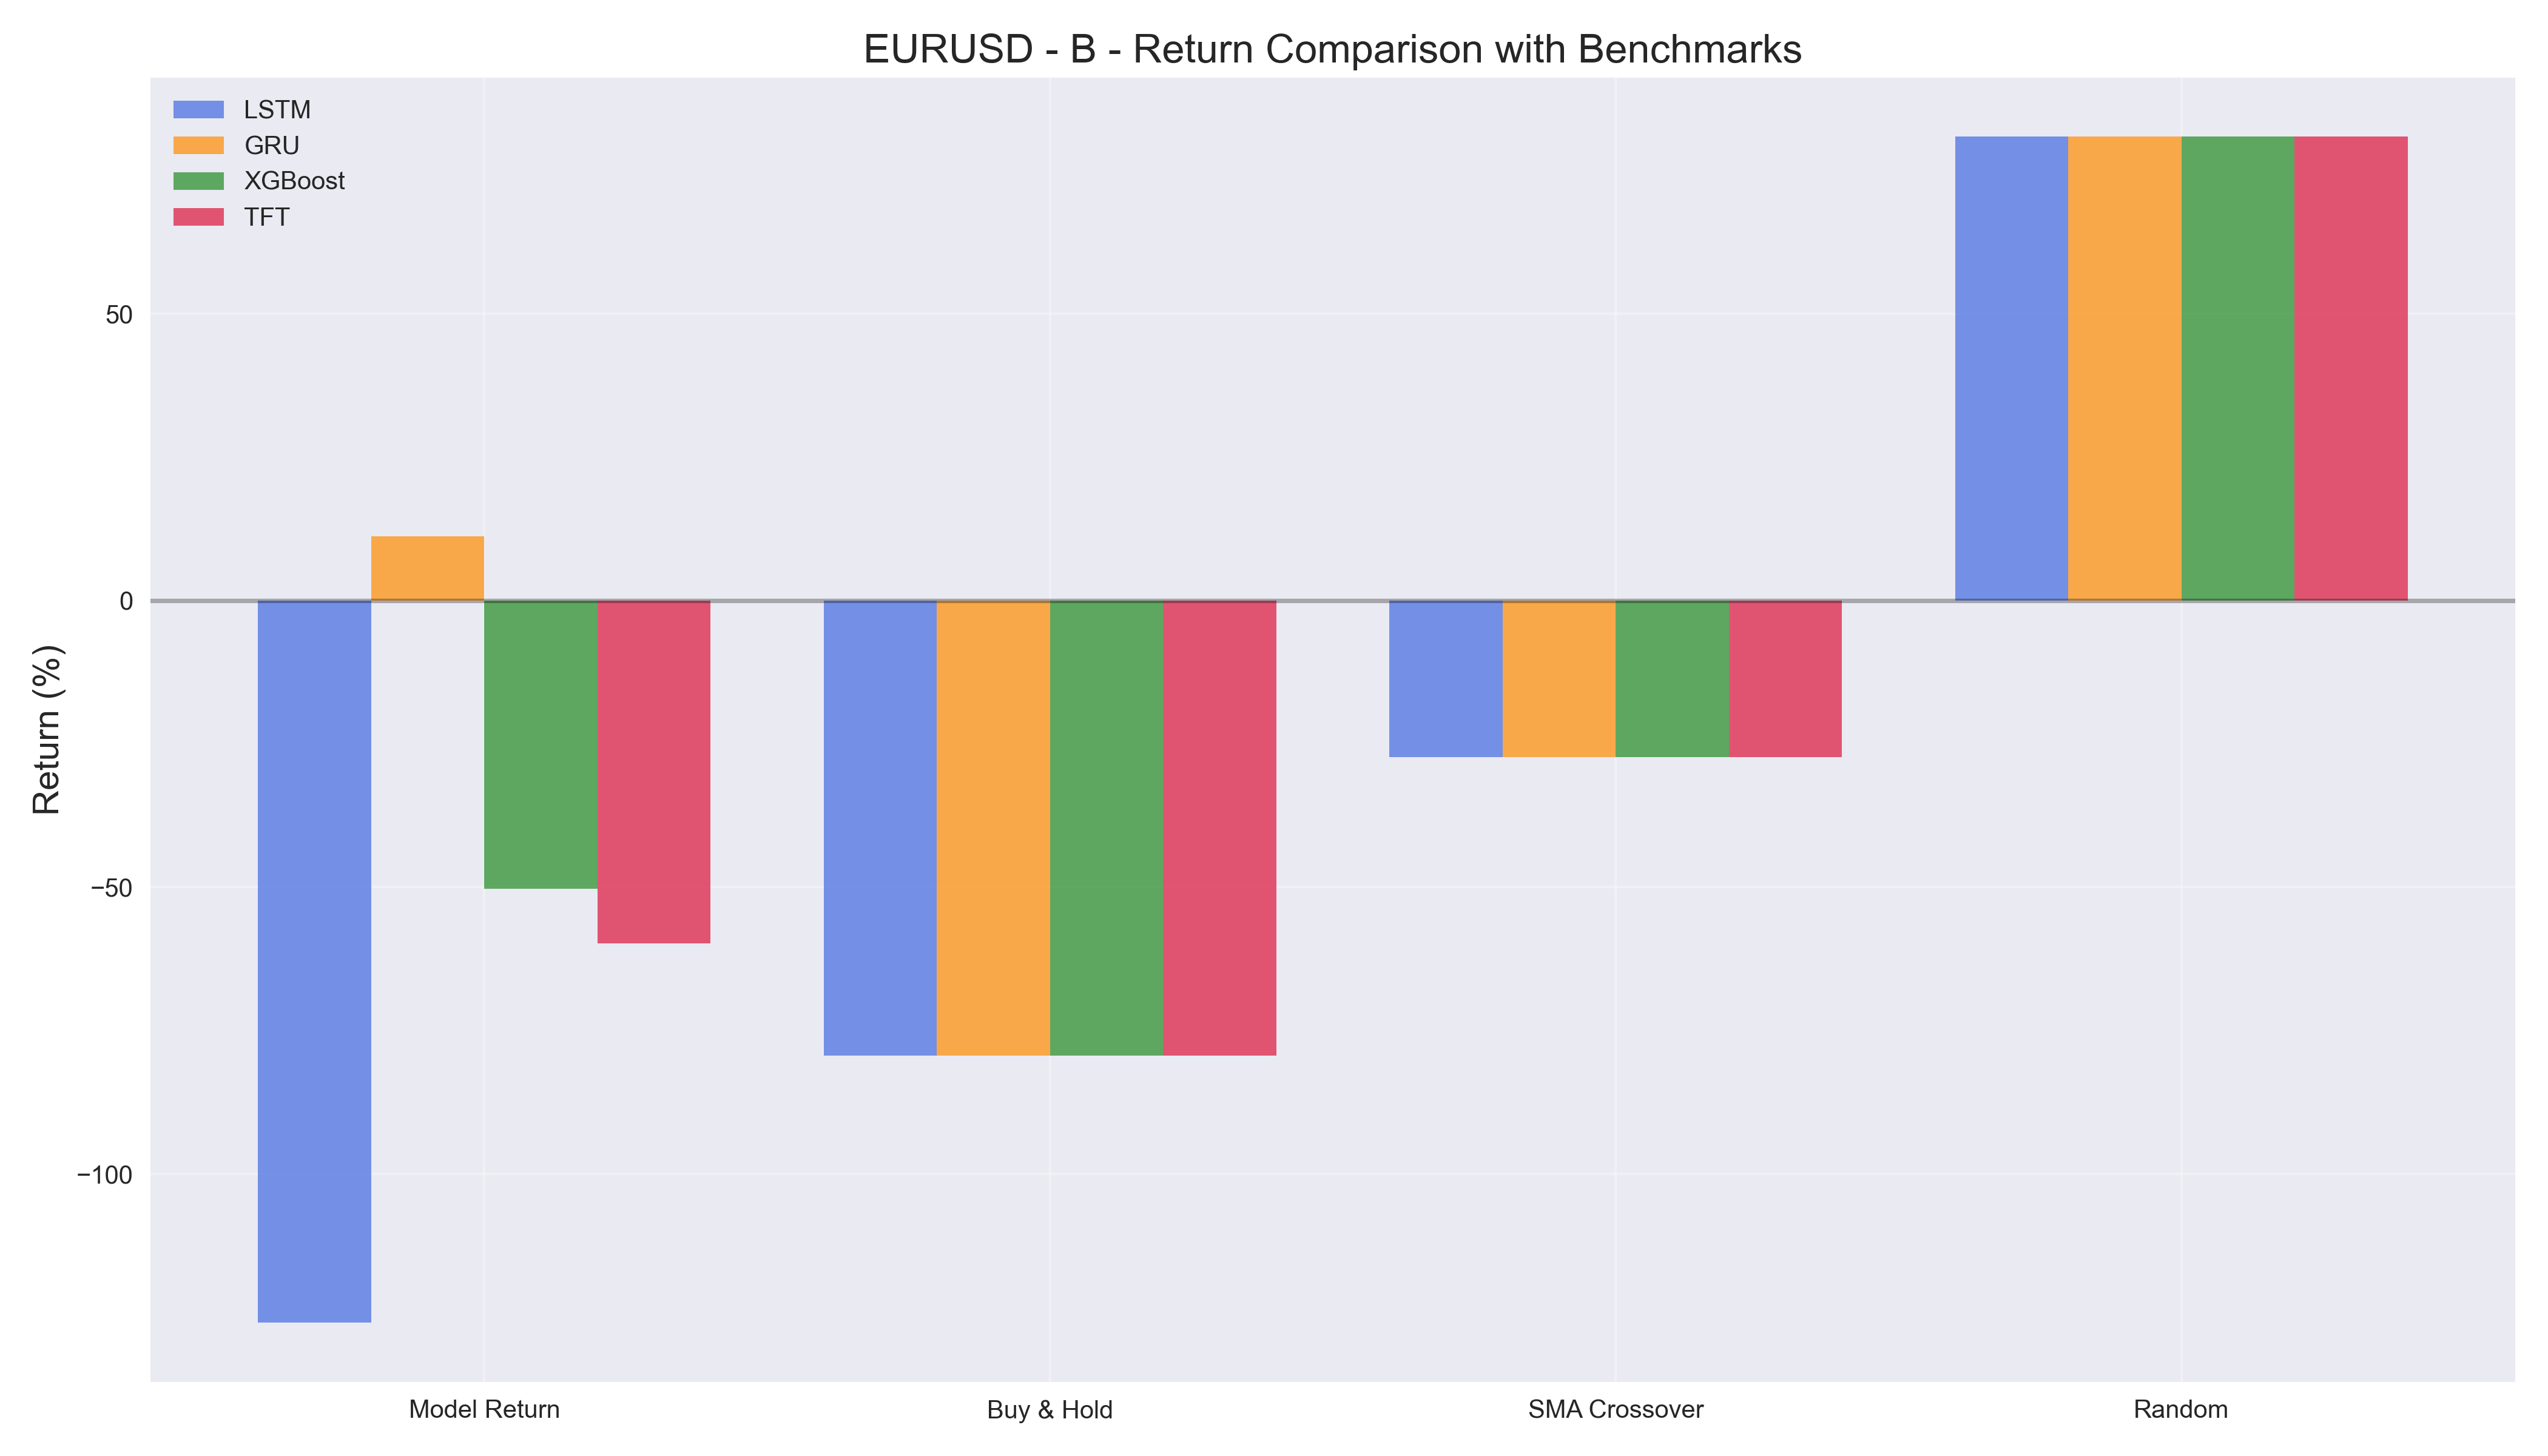 EURUSD - B - Return Comparison with Benchmarks
LSTM
GRU
XGBoost
TFT
Return (%)
50
0
−50
−100
Model Return
Buy & Hold
SMA Crossover
Random